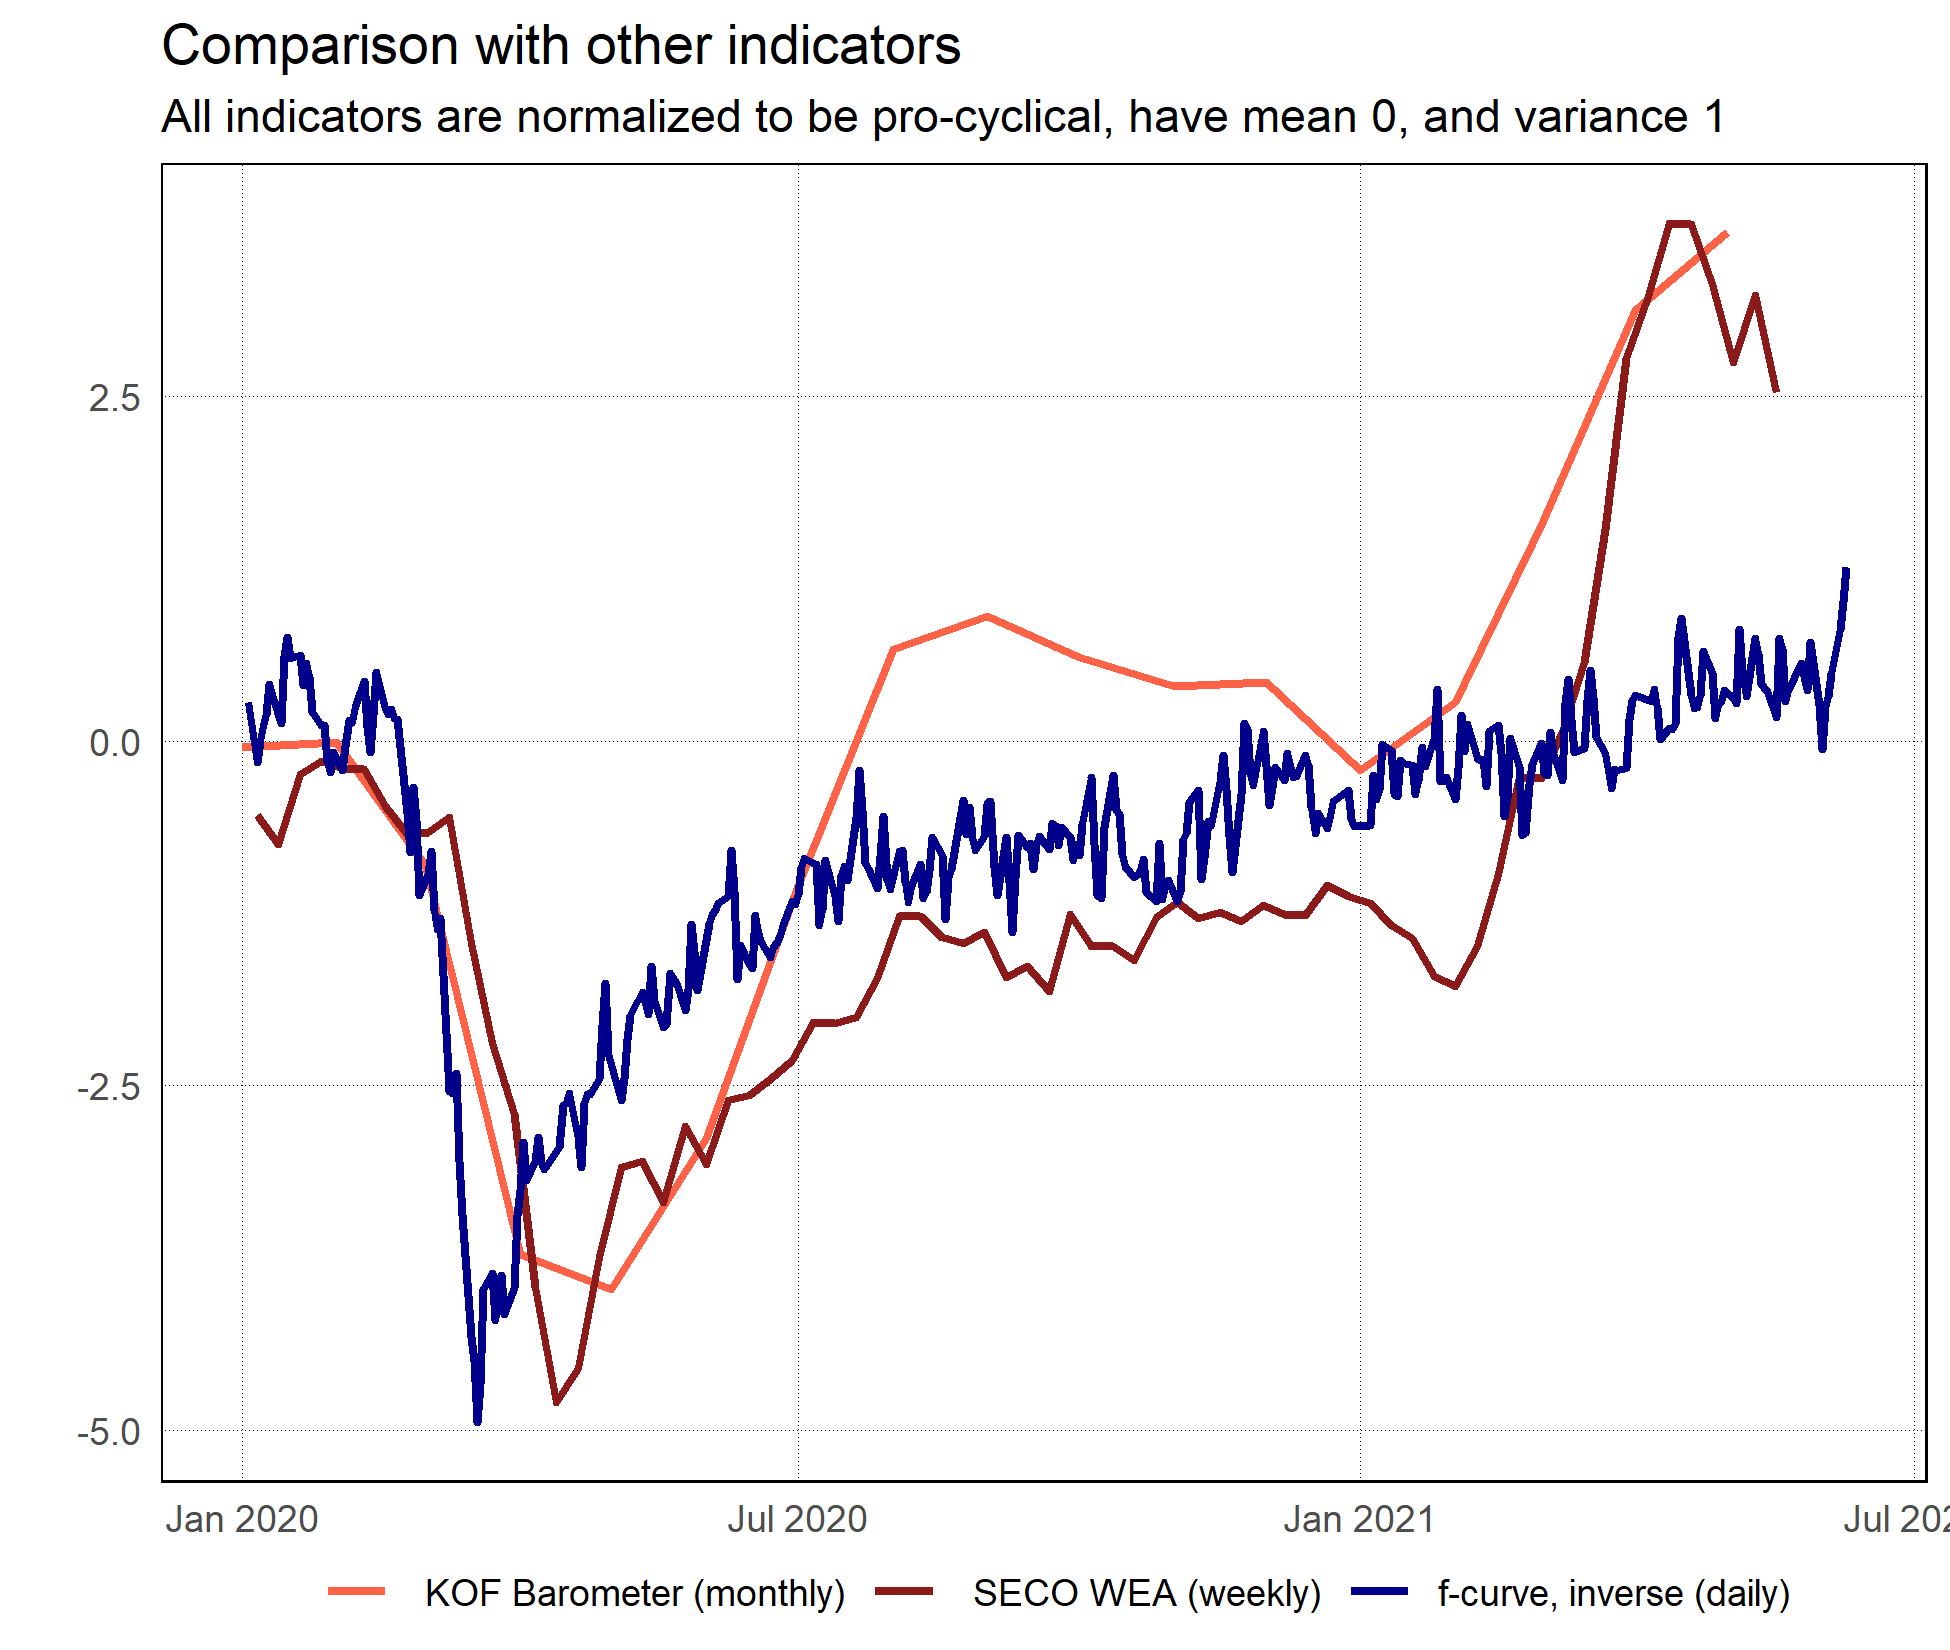 Comparison with other indicators
All indicators are normalized to be pro-cyclical, have mean 0, and variance 1
2.5
0.0
-2.5
-5.0
Jan 2020 Jul 2020 Jan 2021 Jul 202
KOF Barometer (monthly) SECO WEA (weekly) f-curve, inverse (daily)